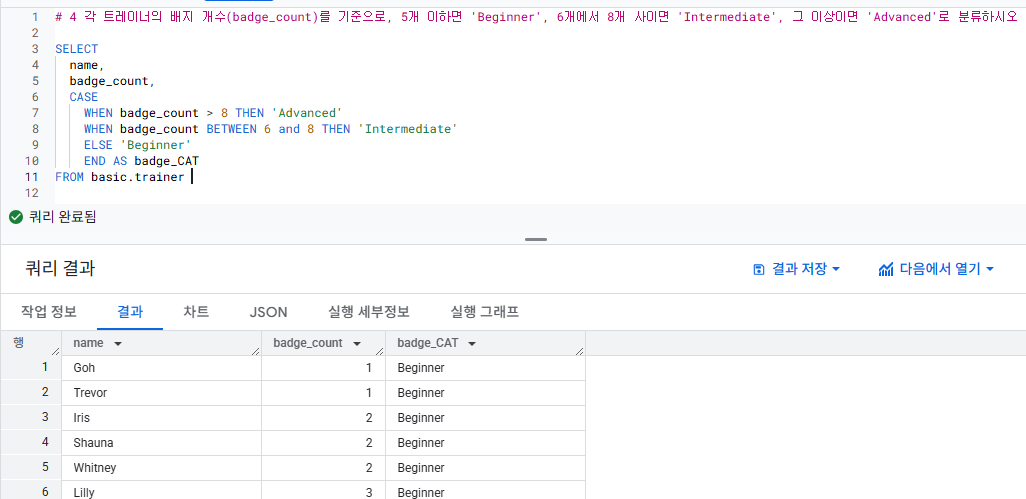 1 # 4 각 트레이너의 배지 개수(badge_count)를 기준으로, 5개 이하면 'Beginner', 6개에서 8개 사이면 'Intermediate', 그 이상이면 'Advanced'로 분류하시오
2
3 SELECT
4 name,
5 badge_count,
6 CASE
7 WHEN badge_count > 8 THEN 'Advanced'
8 WHEN badge_count BETWEEN 6 and 8 THEN 'Intermediate'
9 ELSE 'Beginner'
10 END AS badge_CAT
11 FROM basic.trainer
12
쿼리 완료됨
쿼리 결과 결과 저장 다음에서 열기
작업 정보 결과 차트 JSON 실행 세부정보 실행 그래프
행 name badge_count badge_CAT
1 Goh 1 Beginner
2 Trevor 1 Beginner
3 Iris 2 Beginner
4 Shauna 2 Beginner
5 Whitney 2 Beginner
6 Lilly 3 Beginner